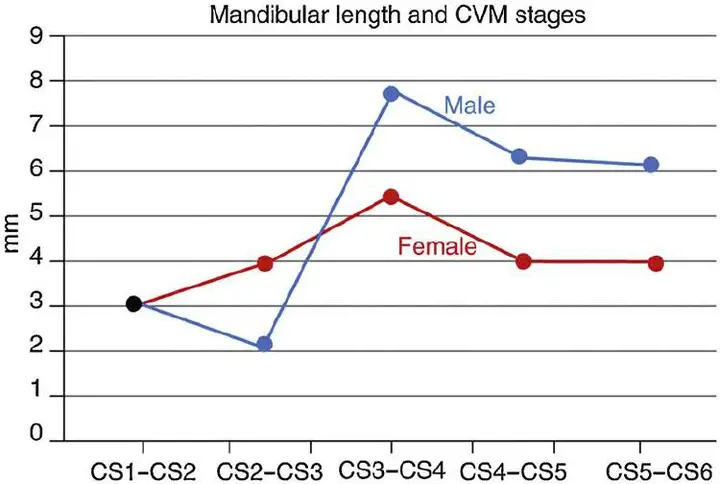 Mandibular length and CVM stages
9
8
7
6
5
4
3
2
1
0
mm
Male
Female
CS1–CS2 CS2–CS3 CS3–CS4 CS4–CS5 CS5–CS6